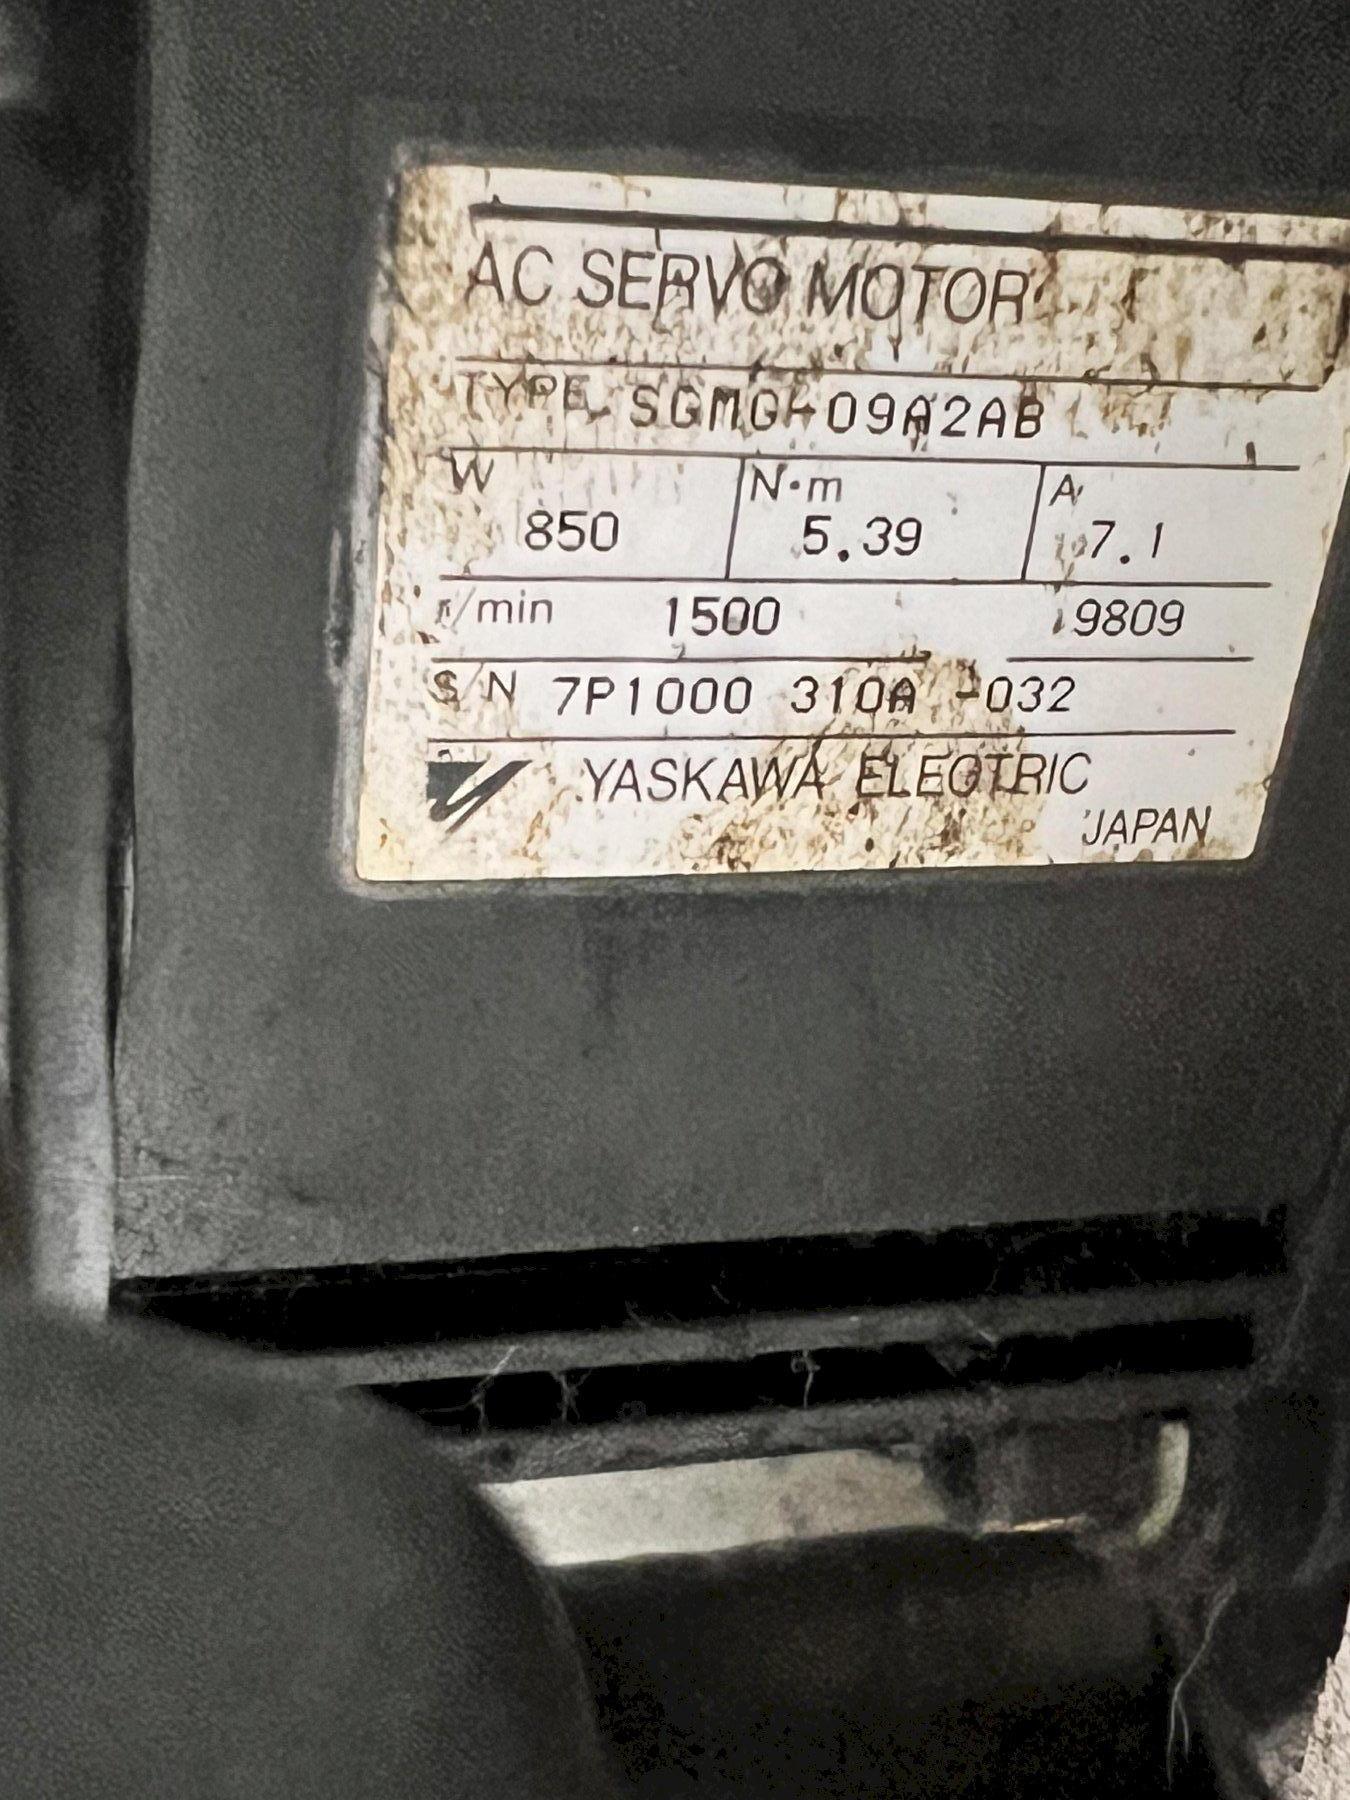 AC SERVO MOTOR
TYPE SGMG-09A2AB
W 850 N·m 5.39 A 7.1
r/min 1500 9809
S/N 7P1000 310A -032
YASKAWA ELECTRIC
JAPAN